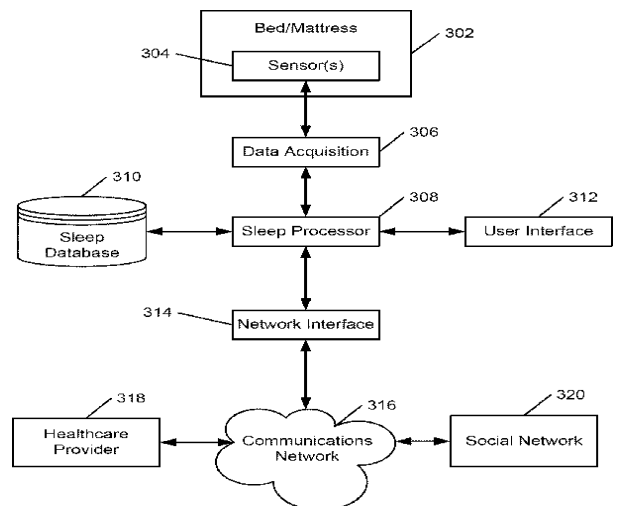 Bed/Mattress
302
304
Sensor(s)
306
Data Acquisition
310
308
312
Sleep
Database
Sleep Processor
User Interface
314
Network Interface
318
316
320
Healthcare
Provider
Communications
Network
Social Network